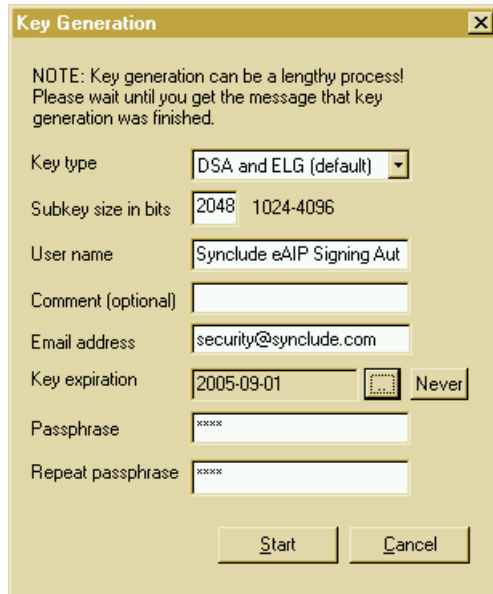 Key Generation
NOTE: Key generation can be a lengthy process!
Please wait until you get the message that key
generation was finished.
Key type DSA and ELG (default)
Subkey size in bits 2048 1024-4096
User name Synclude eAIP Signing Aut
Comment (optional)
Email address security@synclude.com
Key expiration 2005-09-01 ... Never
Passphrase ××××
Repeat passphrase ××××
Start Cancel